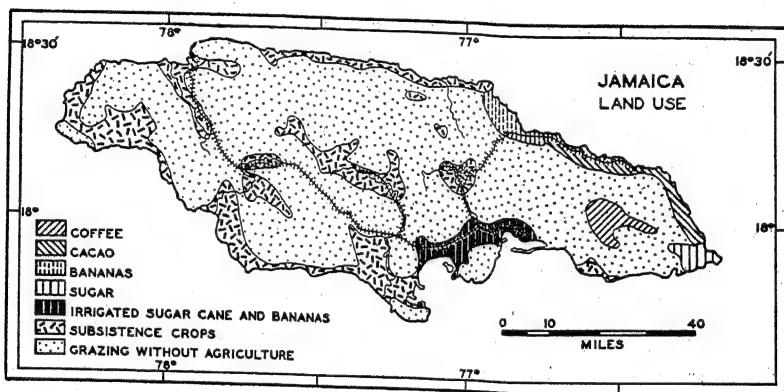 78°
77°
18°30'
18°30'
JAMAICA
LAND USE
18°
18°
COFFEE
CACAO
BANANAS
SUGAR
IRRIGATED SUGAR CANE AND BANANAS
SUBSISTENCE CROPS
GRAZING WITHOUT AGRICULTURE
0 10 40
MILES
78°
77°